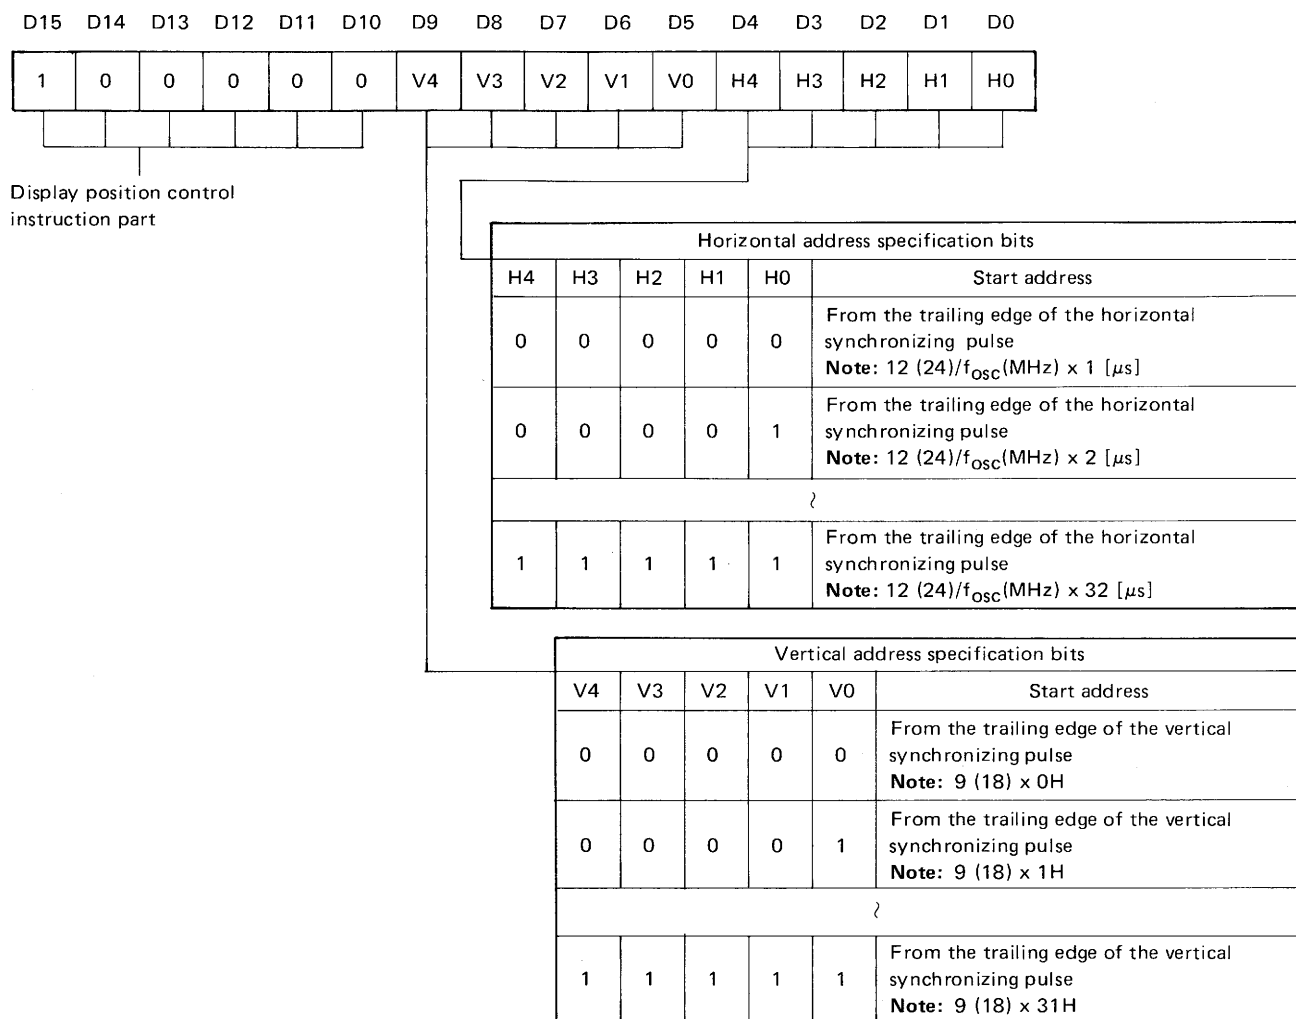 D15 D14 D13 D12 D11 D10 D9 D8 D7 D6 D5 D4 D3 D2 D1 D0
1 0 0 0 0 0 V4 V3 V2 V1 V0 H4 H3 H2 H1 H0
Display position control
instruction part
Horizontal address specification bits
H4 H3 H2 H1 H0 Start address
From the trailing edge of the horizontal
0 0 0 0 0 synchronizing pulse
Note: 12 (24)/fosc(MHz) x 1 [μs]
From the trailing edge of the horizontal
0 0 0 0 1 synchronizing pulse
Note: 12 (24)/fosc(MHz) x 2 [μs]
≀
From the trailing edge of the horizontal
1 1 1 1 1 synchronizing pulse
Note: 12 (24)/fosc(MHz) x 32 [μs]
Vertical address specification bits
V4 V3 V2 V1 V0 Start address
From the trailing edge of the vertical
0 0 0 0 0 synchronizing pulse
Note: 9 (18) x 0H
From the trailing edge of the vertical
0 0 0 0 1 synchronizing pulse
Note: 9 (18) x 1H
≀
From the trailing edge of the vertical
1 1 1 1 1 synchronizing pulse
Note: 9 (18) x 31H